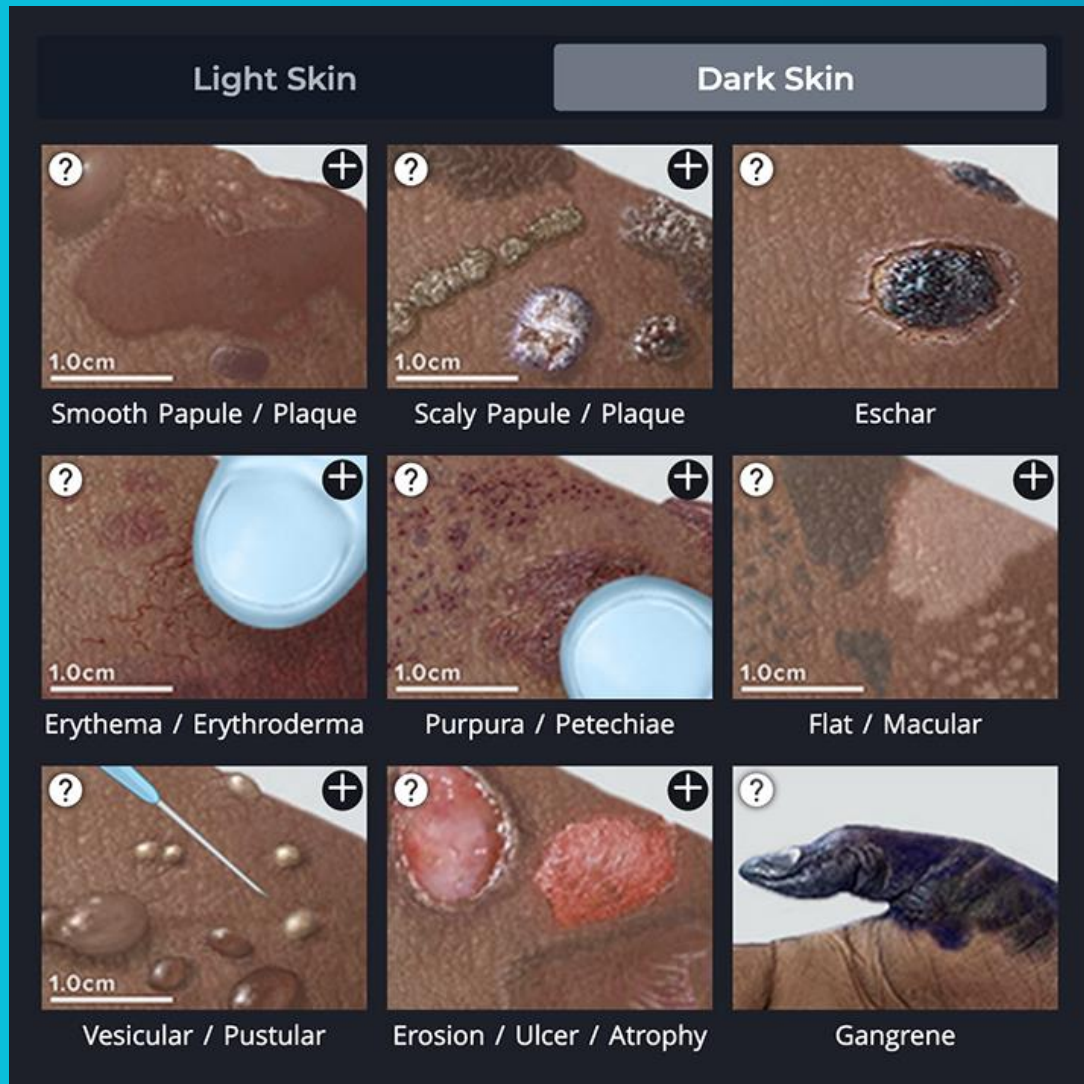 Light Skin
Dark Skin
?
+
?
+
?
1.0cm
1.0cm
Smooth Papule / Plaque
Scaly Papule / Plaque
Eschar
?
+
?
+
?
+
1.0cm
1.0cm
1.0cm
Erythema / Erythroderma
Purpura / Petechiae
Flat / Macular
?
+
?
+
?
1.0cm
Vesicular / Pustular
Erosion / Ulcer / Atrophy
Gangrene